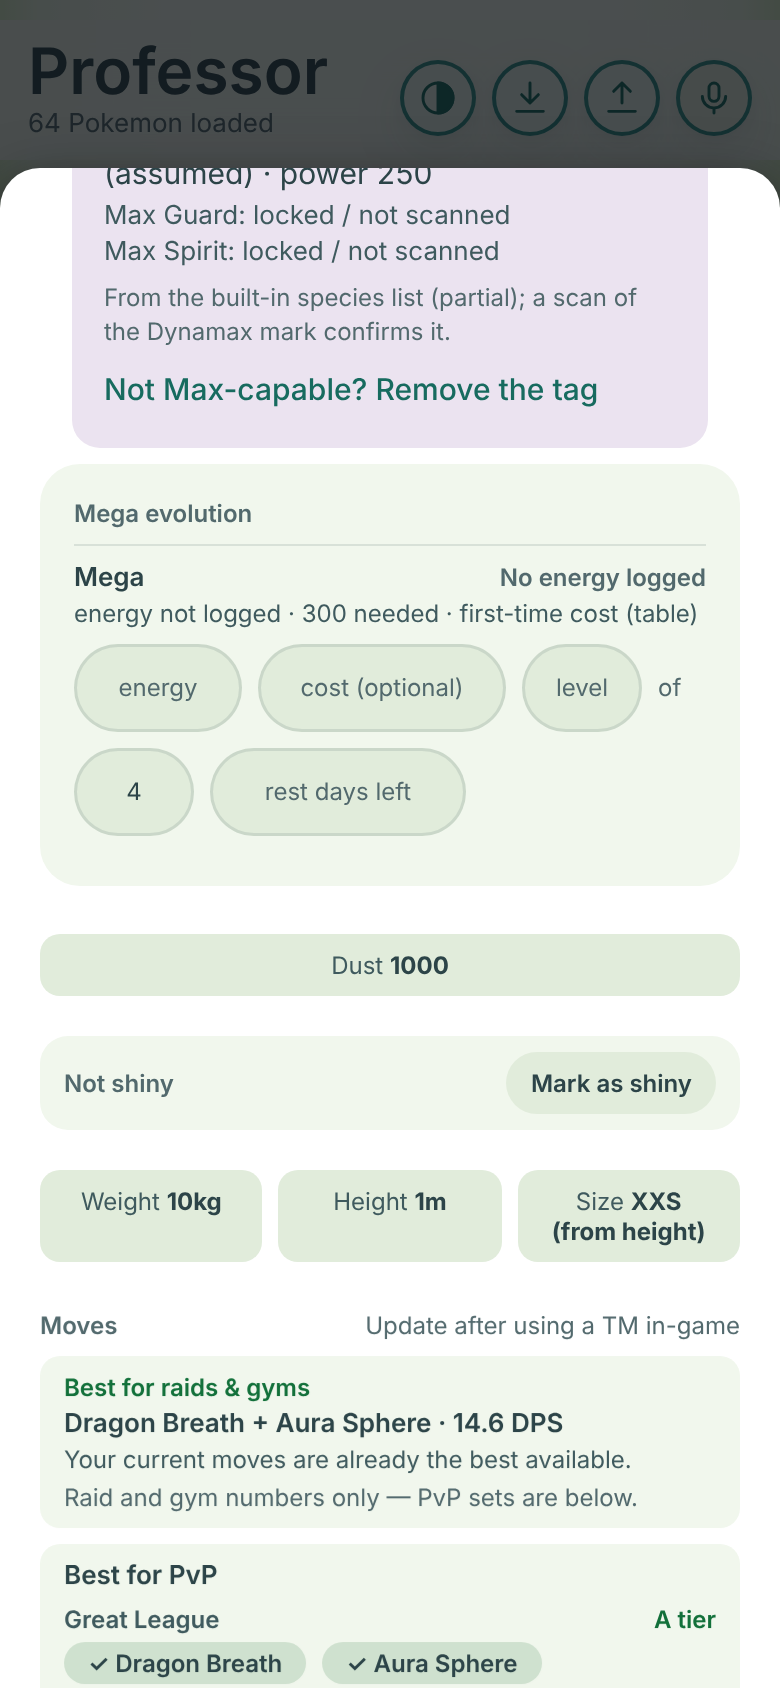 Professor
64 Pokemon loaded
(assumed) · power 250
Max Guard: locked / not scanned
Max Spirit: locked / not scanned
From the built-in species list (partial); a scan of
the Dynamax mark confirms it.
Not Max-capable? Remove the tag
Mega evolution
Mega No energy logged
energy not logged · 300 needed · first-time cost (table)
energy cost (optional) level of
4 rest days left
Dust 1000
Not shiny Mark as shiny
Weight 10kg Height 1m Size XXS
(from height)
Moves Update after using a TM in-game
Best for raids & gyms
Dragon Breath + Aura Sphere · 14.6 DPS
Your current moves are already the best available.
Raid and gym numbers only — PvP sets are below.
Best for PvP
Great League A tier
✓ Dragon Breath ✓ Aura Sphere